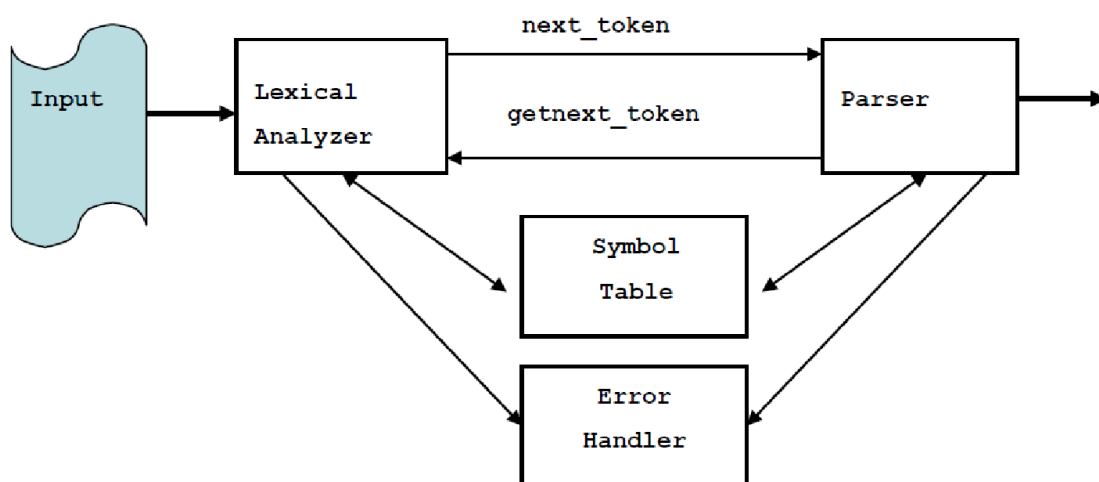 next_token
Input
Lexical
Analyzer
getnext_token
Parser
Symbol
Table
Error
Handler